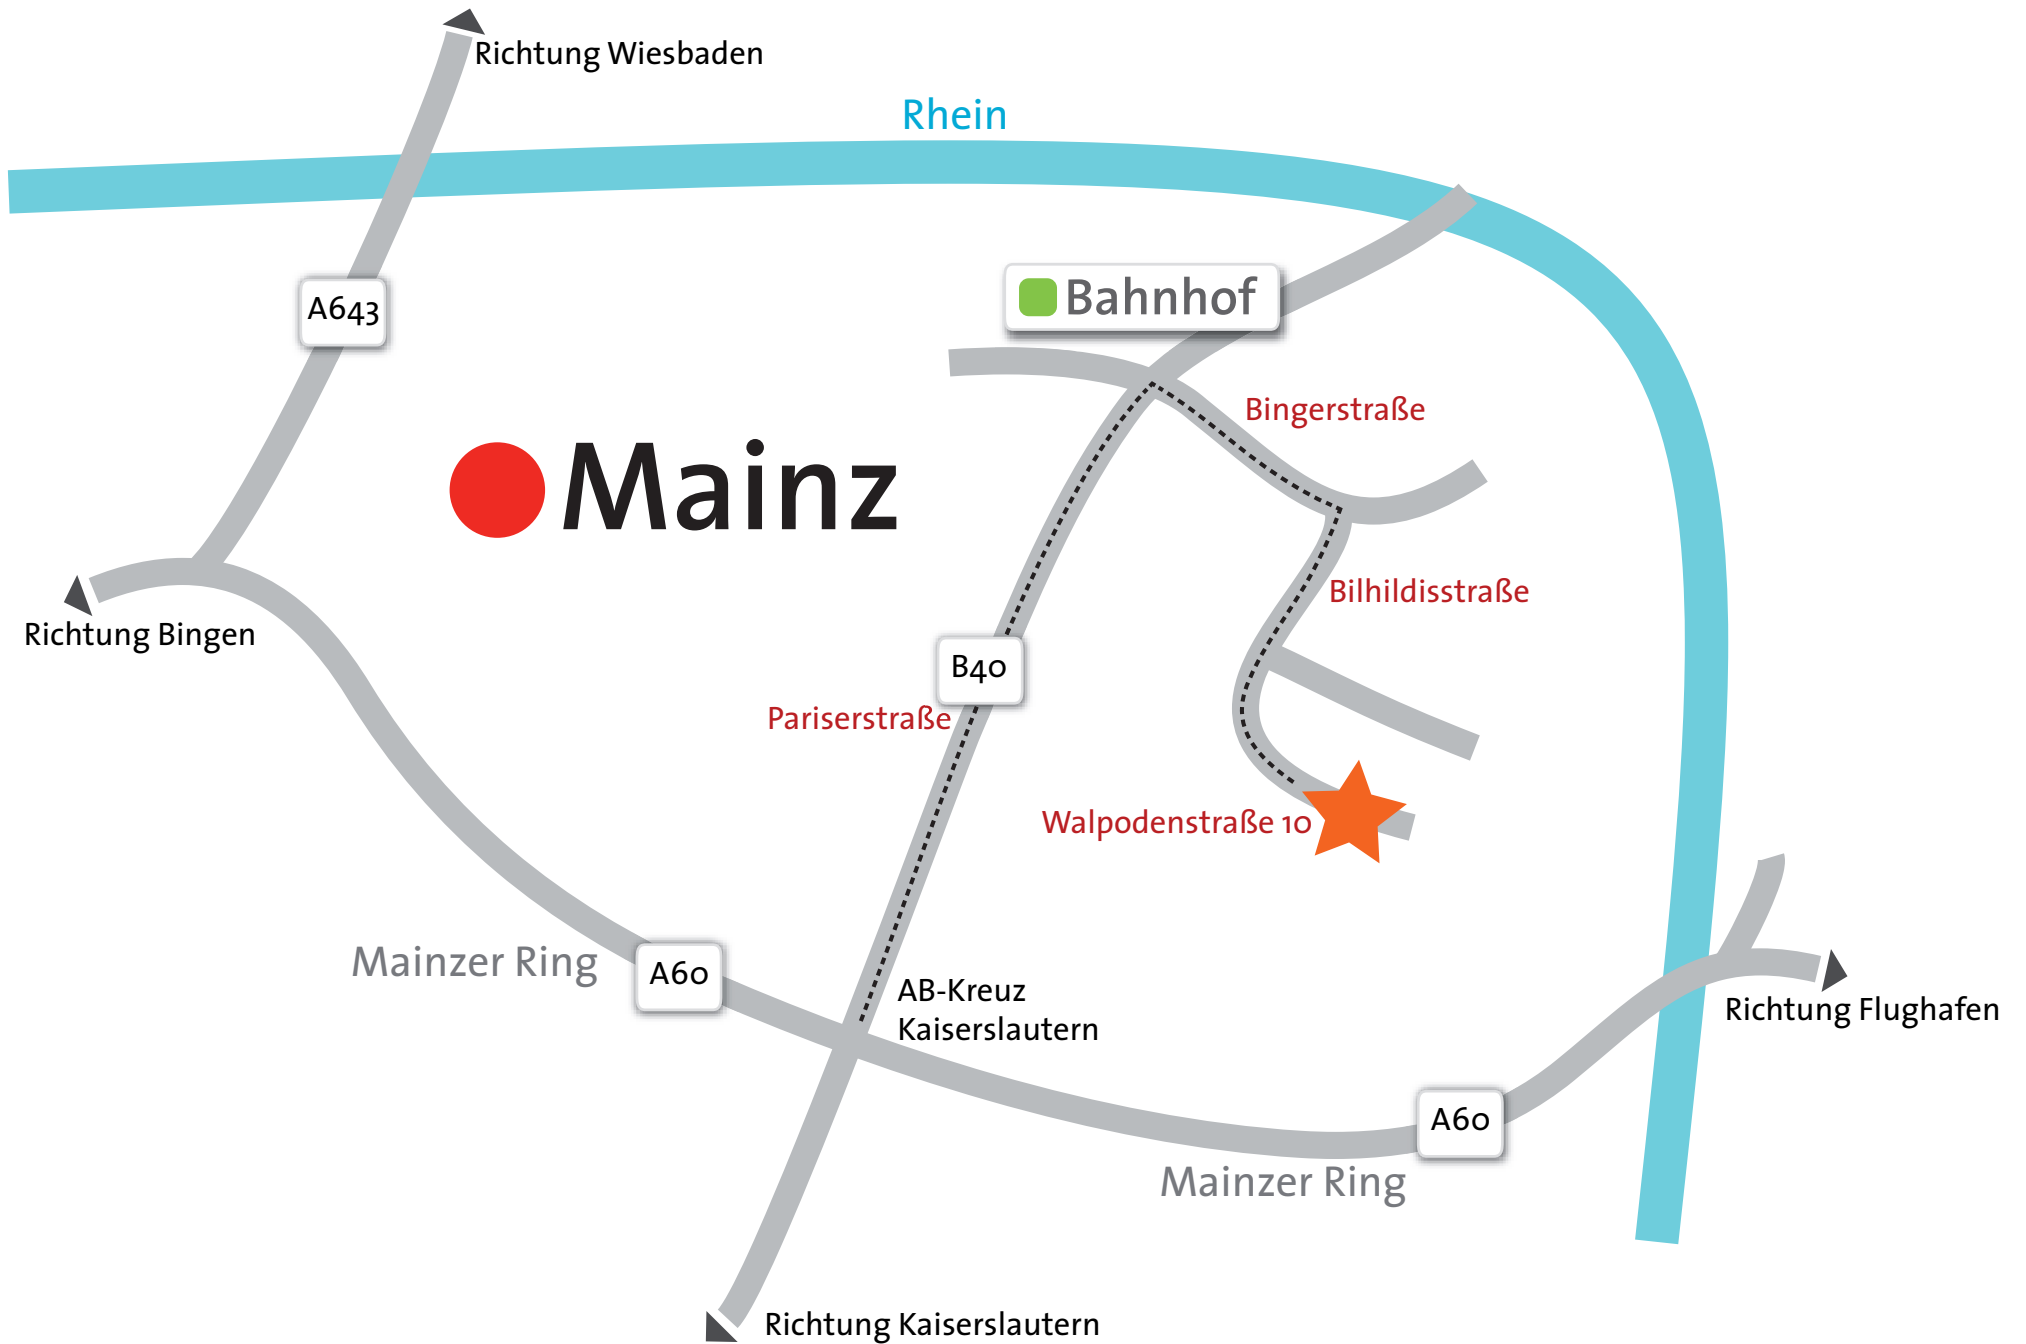 Richtung Wiesbaden
Rhein
Bahnhof
A643
Bingerstraße
Mainz
Bilhildisstraße
Richtung Bingen
B40
Pariserstraße
Walpodenstraße 10
Mainzer Ring
A60
AB-Kreuz
Kaiserslautern
Richtung Flughafen
A60
Mainzer Ring
Richtung Kaiserslautern